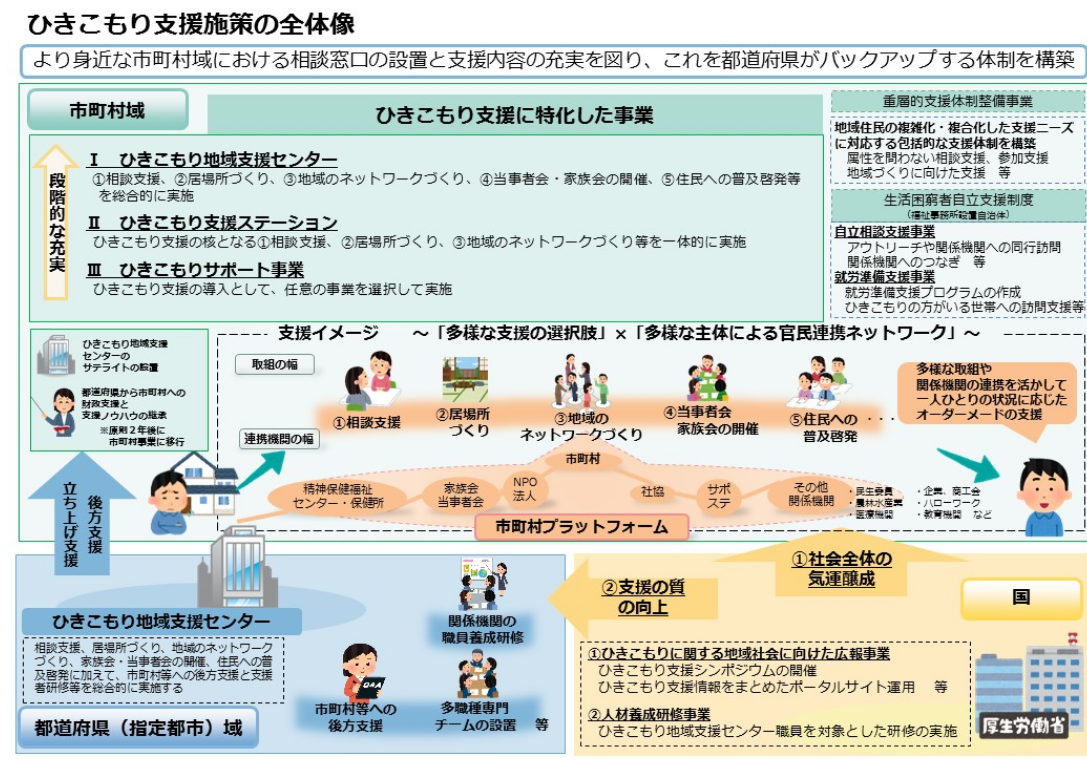 ひきこもり支援施策の全体像
より身近な市町村域における相談窓口の設置と支援内容の充実を図り、これを都道府県がバックアップする体制を構築
市町村域
ひきこもり支援に特化した事業
段階的な充実
Ⅰ ひきこもり地域支援センター
①相談支援、②居場所づくり、③地域のネットワークづくり、④当事者会・家族会の開催、⑤住民への普及啓発等
を総合的に実施
Ⅱ ひきこもり支援ステーション
ひきこもり支援の核となる①相談支援、②居場所づくり、③地域のネットワークづくり等を一体的に実施
Ⅲ ひきこもりサポート事業
ひきこもり支援の導入として、任意の事業を選択して実施
重層的支援体制整備事業
地域住民の複雑化・複合化した支援ニーズ
に対応する包括的な支援体制を構築
属性を問わない相談支援、参加支援
地域づくりに向けた支援 等
生活困窮者自立支援制度
(福祉事務所設置自治体)
自立相談支援事業
アウトリーチや関係機関への同行訪問
関係機関へのつなぎ 等
就労準備支援事業
就労準備支援プログラムの作成
ひきこもりの方がいる世帯への訪問支援等
ひきこもり地域支援
センターの
サテライトの設置
都道府県から市町村への
財政支援と
支援ノウハウの継承
※原則2年後に
市町村事業に移行
支援イメージ ～「多様な支援の選択肢」×「多様な主体による官民連携ネットワーク」～
取組の幅
①相談支援
②居場所
づくり
③地域の
ネットワークづくり
④当事者会
家族会の開催
⑤住民への
普及啓発
・・・
多様な取組や
関係機関の連携を活かして
一人ひとりの状況に応じた
オーダーメードの支援
連携機関の幅
市町村
精神保健福祉
センター・保健所
家族会
当事者会
NPO
法人
社協
サポ
ステ
その他
関係機関
・民生委員
・農林水産業
・医療機関
・企業、商工会
・ハローワーク
・教育機関 など
市町村プラットフォーム
立ち上げ支援
後方支援
ひきこもり地域支援センター
相談支援、居場所づくり、地域のネットワーク
づくり、家族会・当事者会の開催、住民への普
及啓発に加えて、市町村等への後方支援と支援
者研修等を総合的に実施する
都道府県（指定都市）域
関係機関の
職員養成研修
Q&A
市町村等への
後方支援
多職種専門
チームの設置 等
①社会全体の
気運醸成
②支援の質
の向上
国
①ひきこもりに関する地域社会に向けた広報事業
ひきこもり支援シンポジウムの開催
ひきこもり支援情報をまとめたポータルサイト運用 等
②人材養成研修事業
ひきこもり地域支援センター職員を対象とした研修の実施
厚生労働省